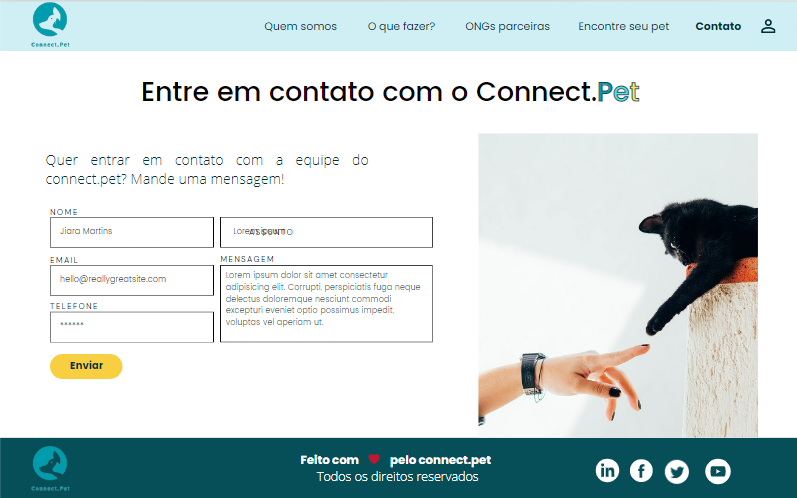 Connect.Pet
Quem somos
O que fazer?
ONGs parceiras
Encontre seu pet
Contato
Entre em contato com o Connect.Pet
Quer entrar em contato com a equipe do
connect.pet? Mande uma mensagem!
NOME
Jiara Martins
Lorem ipsum
ASSUNTO
EMAIL
hello@reallygreatsite.com
TELEFONE
******
MENSAGEM
Lorem ipsum dolor sit amet consectetur
adipisicing elit. Corrupti, perspiciatis fuga neque
delectus doloremque nesciunt commodi
excepturi eveniet optio possimus impedit,
voluptas vel aperiam ut.
Enviar
Connect.Pet
Feito com pelo connect.pet
Todos os direitos reservados